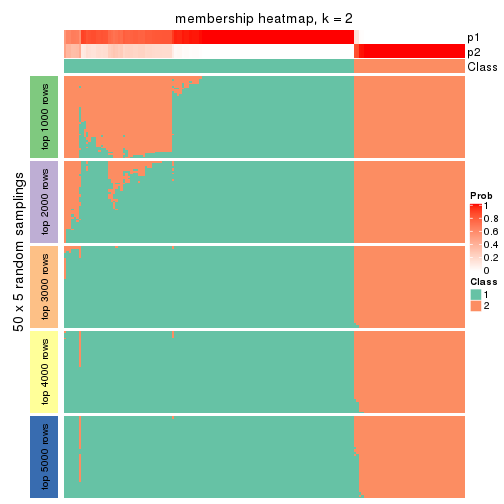 membership heatmap, k = 2
p1
p2
Class
50 x 5 random samplings
top 1000 rows
top 2000 rows
top 3000 rows
top 4000 rows
top 5000 rows
Prob
1
0.8
0.6
0.4
0.2
0
Class
1
2